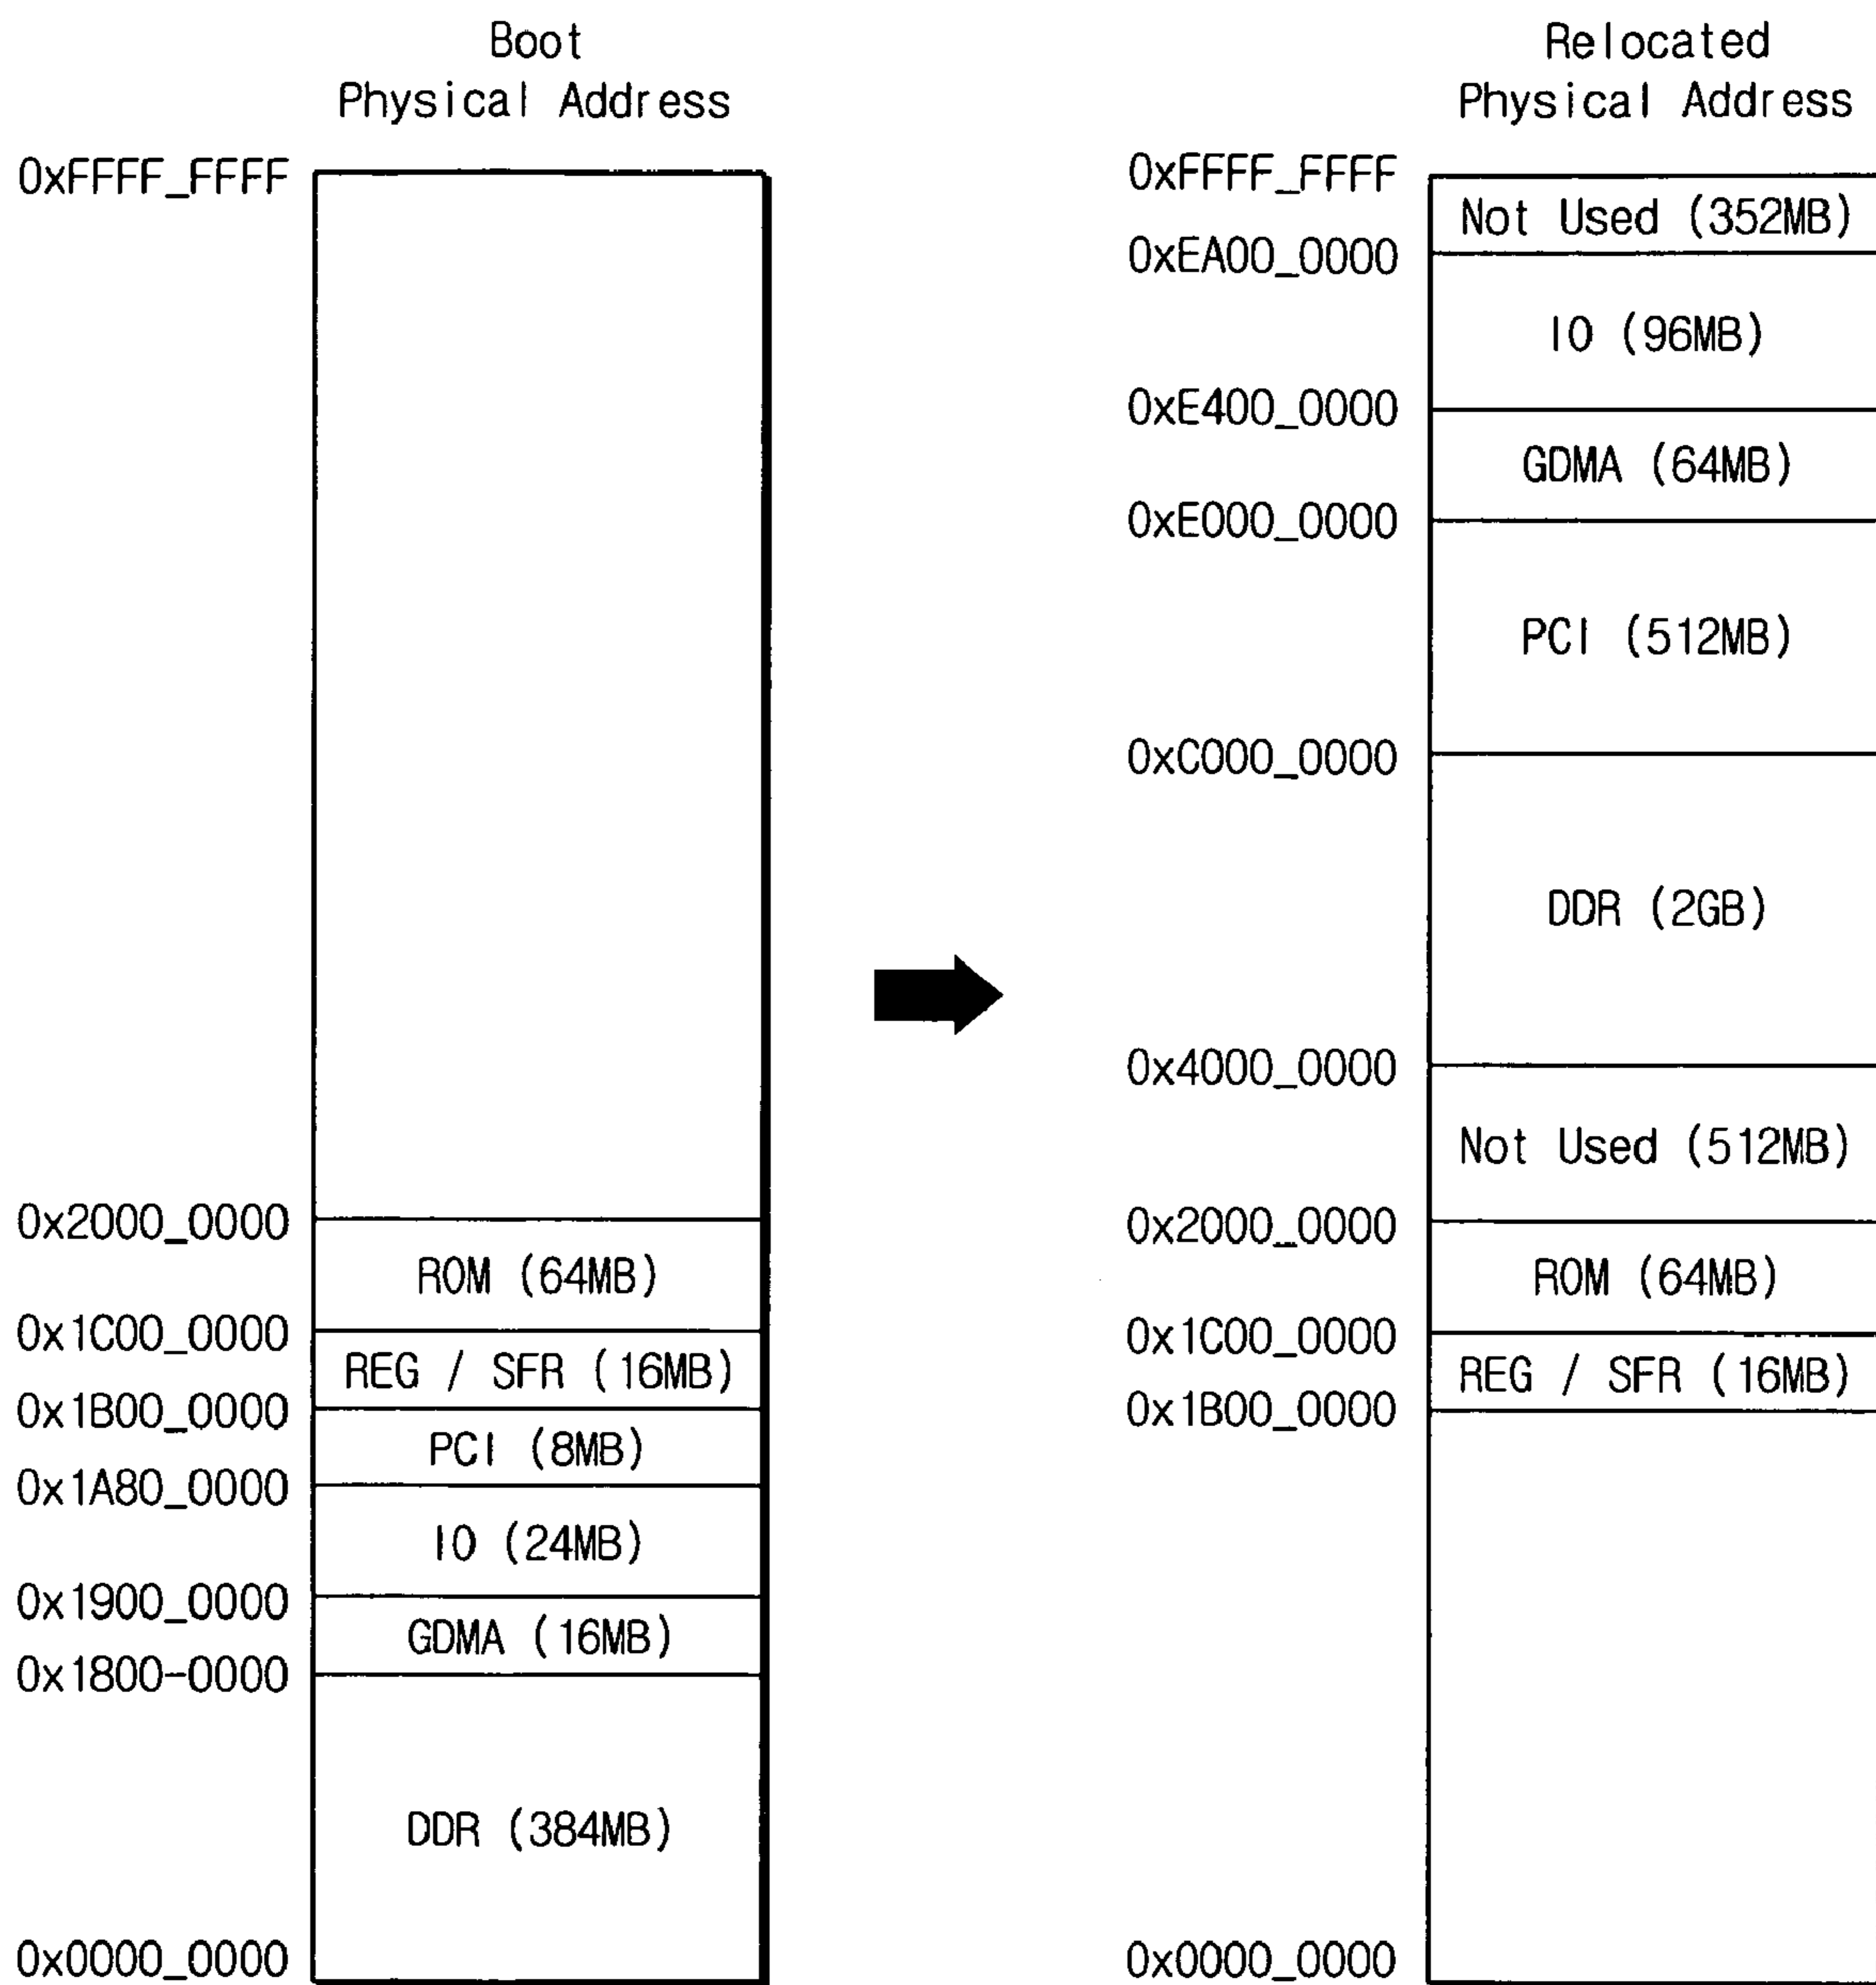 Boot
Physical Address
0xFFFF_FFFF
0x2000_0000
ROM (64MB)
0x1C00_0000
REG / SFR (16MB)
0x1B00_0000
PCI (8MB)
0x1A80_0000
IO (24MB)
0x1900_0000
GDMA (16MB)
0x1800-0000
DDR (384MB)
0x0000_0000
Relocated
Physical Address
0xFFFF_FFFF
Not Used (352MB)
0xEA00_0000
IO (96MB)
0xE400_0000
GDMA (64MB)
0xE000_0000
PCI (512MB)
0xC000_0000
DDR (2GB)
0x4000_0000
Not Used (512MB)
0x2000_0000
ROM (64MB)
0x1C00_0000
REG / SFR (16MB)
0x1B00_0000
0x0000_0000